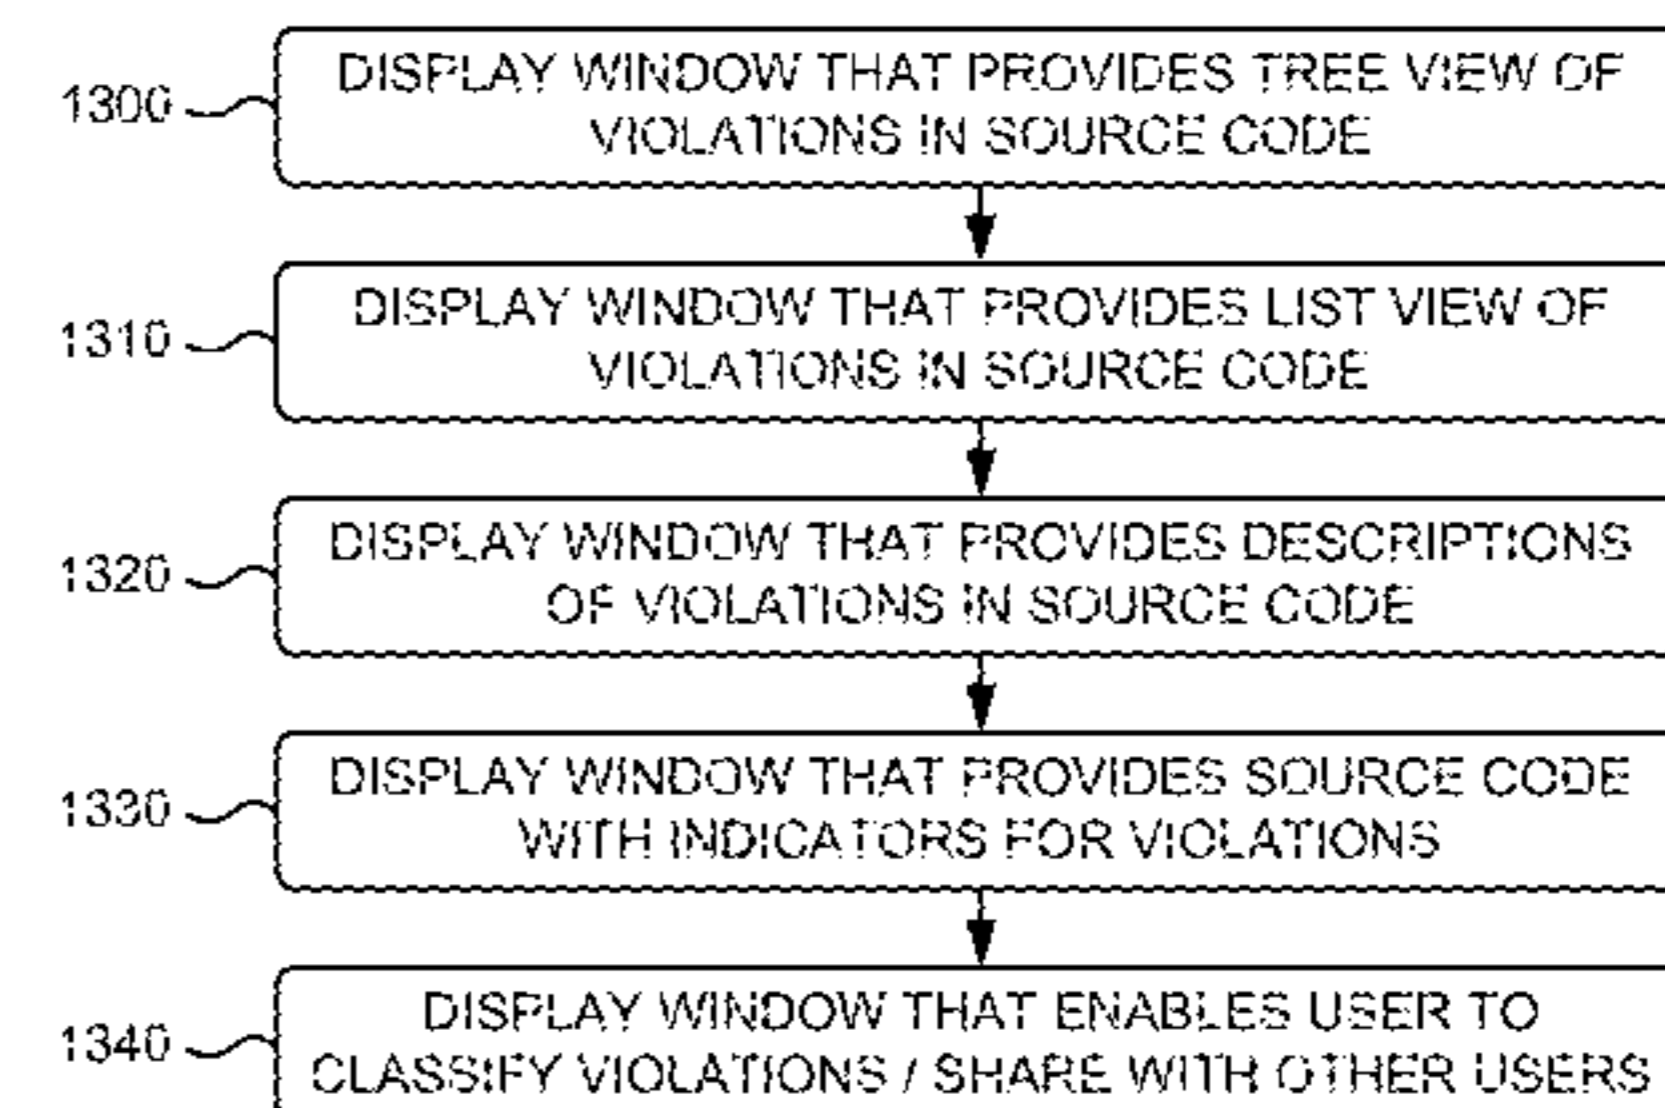 1300
DISPLAY WINDOW THAT PROVIDES TREE VIEW OF
VIOLATIONS IN SOURCE CODE
1310
DISPLAY WINDOW THAT PROVIDES LIST VIEW OF
VIOLATIONS IN SOURCE CODE
1320
DISPLAY WINDOW THAT PROVIDES DESCRIPTIONS
OF VIOLATIONS IN SOURCE CODE
1330
DISPLAY WINDOW THAT PROVIDES SOURCE CODE
WITH INDICATORS FOR VIOLATIONS
1340
DISPLAY WINDOW THAT ENABLES USER TO
CLASSIFY VIOLATIONS / SHARE WITH OTHER USERS